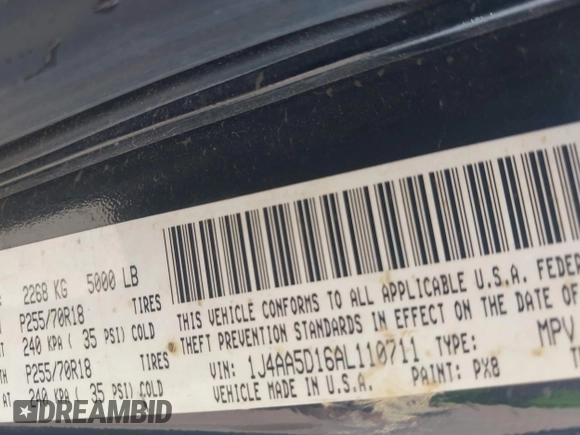 2268 KG 5000 LB
P255/70R18 TIRES
240 KPA ( 35 PSI) COLD
P255/70R18 TIRES
240 KPA ( 35 PSI) COLD
THIS VEHICLE CONFORMS TO ALL APPLICABLE U.S.A. FEDER
THEFT PREVENTION STANDARDS IN EFFECT ON THE DATE OF
VIN: 1J4AA5D16AL110711 TYPE: MPV
VEHICLE MADE IN U.S.A. PAINT: PX8
DREAMBID